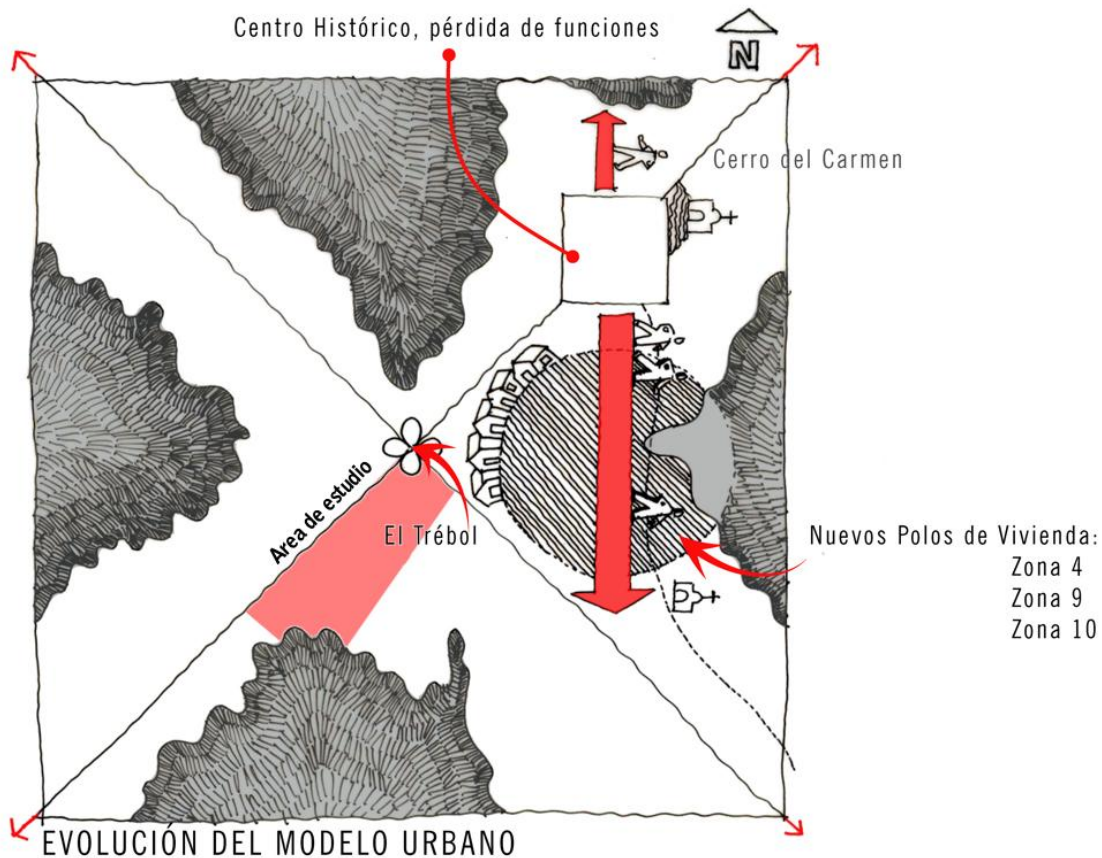 Centro Histórico, pérdida de funciones
N
Cerro del Carmen
Area de estudio
El Trébol
Nuevos Polos de Vivienda:
Zona 4
Zona 9
Zona 10
EVOLUCIÓN DEL MODELO URBANO